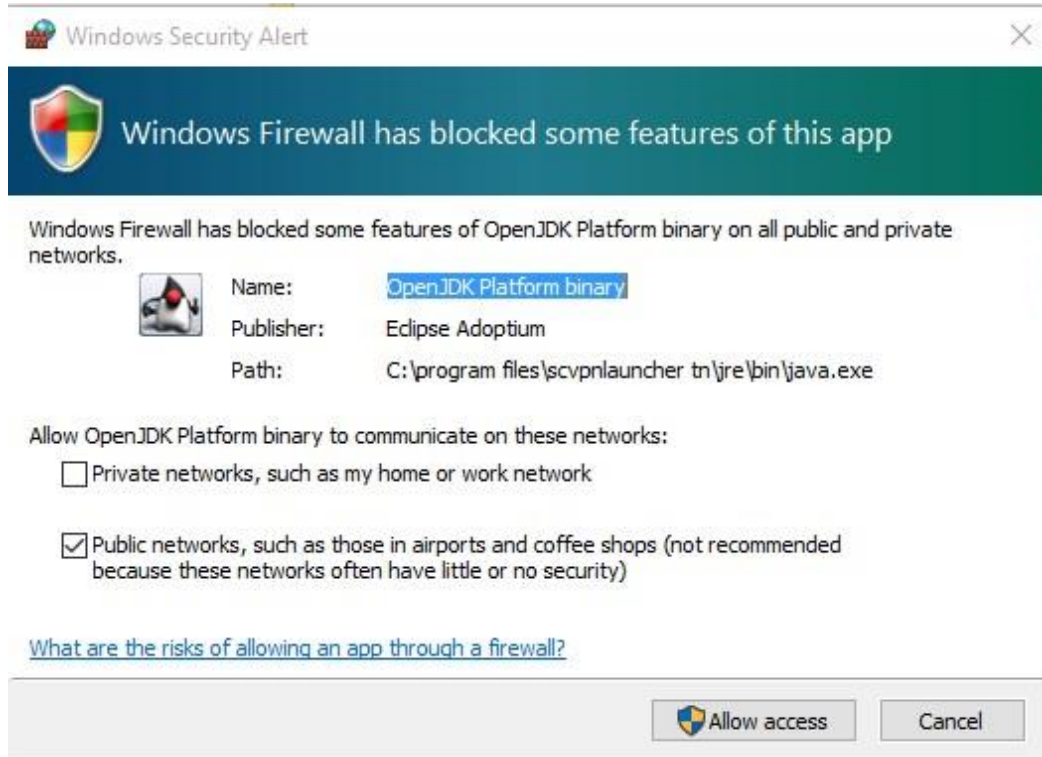 Windows Security Alert
Windows Firewall has blocked some features of this app
Windows Firewall has blocked some features of OpenJDK Platform binary on all public and private
networks.
Name: OpenJDK Platform binary
Publisher: Eclipse Adoptium
Path: C:\program files\scvpnlauncher tn\jre\bin\java.exe
Allow OpenJDK Platform binary to communicate on these networks:
Private networks, such as my home or work network
Public networks, such as those in airports and coffee shops (not recommended
because these networks often have little or no security)
What are the risks of allowing an app through a firewall?
Allow access Cancel